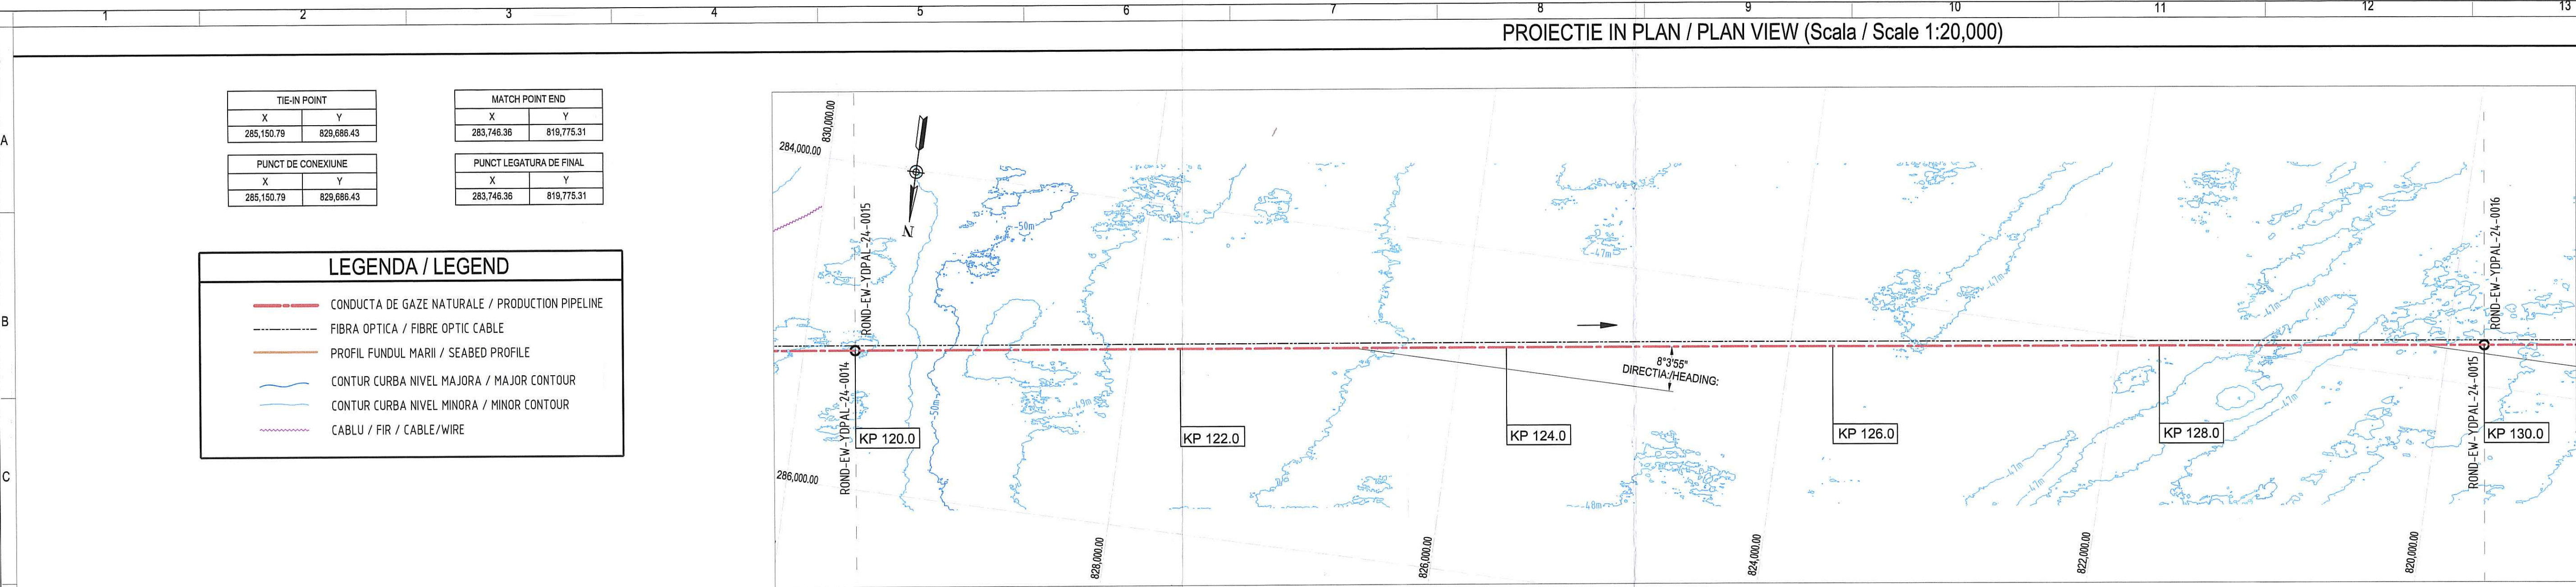 1 2 3 4 5 6 7 8 9 10 11 12 13
PROIECTIE IN PLAN / PLAN VIEW (Scala / Scale 1:20,000)
A
B
C
TIE-IN POINT
X Y
285,150.79 829,686.43
MATCH POINT END
X Y
283,746.36 819,775.31
PUNCT DE CONEXIUNE
X Y
285,150.79 829,686.43
PUNCT LEGATURA DE FINAL
X Y
283,746.36 819,775.31
LEGENDA / LEGEND
CONDUCTA DE GAZE NATURALE / PRODUCTION PIPELINE
FIBRA OPTICA / FIBRE OPTIC CABLE
PROFIL FUNDUL MARII / SEABED PROFILE
CONTUR CURBA NIVEL MAJORA / MAJOR CONTOUR
CONTUR CURBA NIVEL MINORA / MINOR CONTOUR
CABLU / FIR / CABLE/WIRE
830,000.00
284,000.00
N
ROND-EW-YDPAL-24-0015
ROND-EW-YDPAL-24-0014
-50m
-50m
-49m
-47m
-47m
-47m
-48m
8°3'55"
DIRECTIA:/HEADING:
ROND-EW-YDPAL-24-0016
ROND-EW-YDPAL-24-0015
KP 120.0
KP 122.0
KP 124.0
KP 126.0
KP 128.0
KP 130.0
-47m
-47m
-47m
-48m
286,000.00
828,000.00
826,000.00
824,000.00
822,000.00
820,000.00